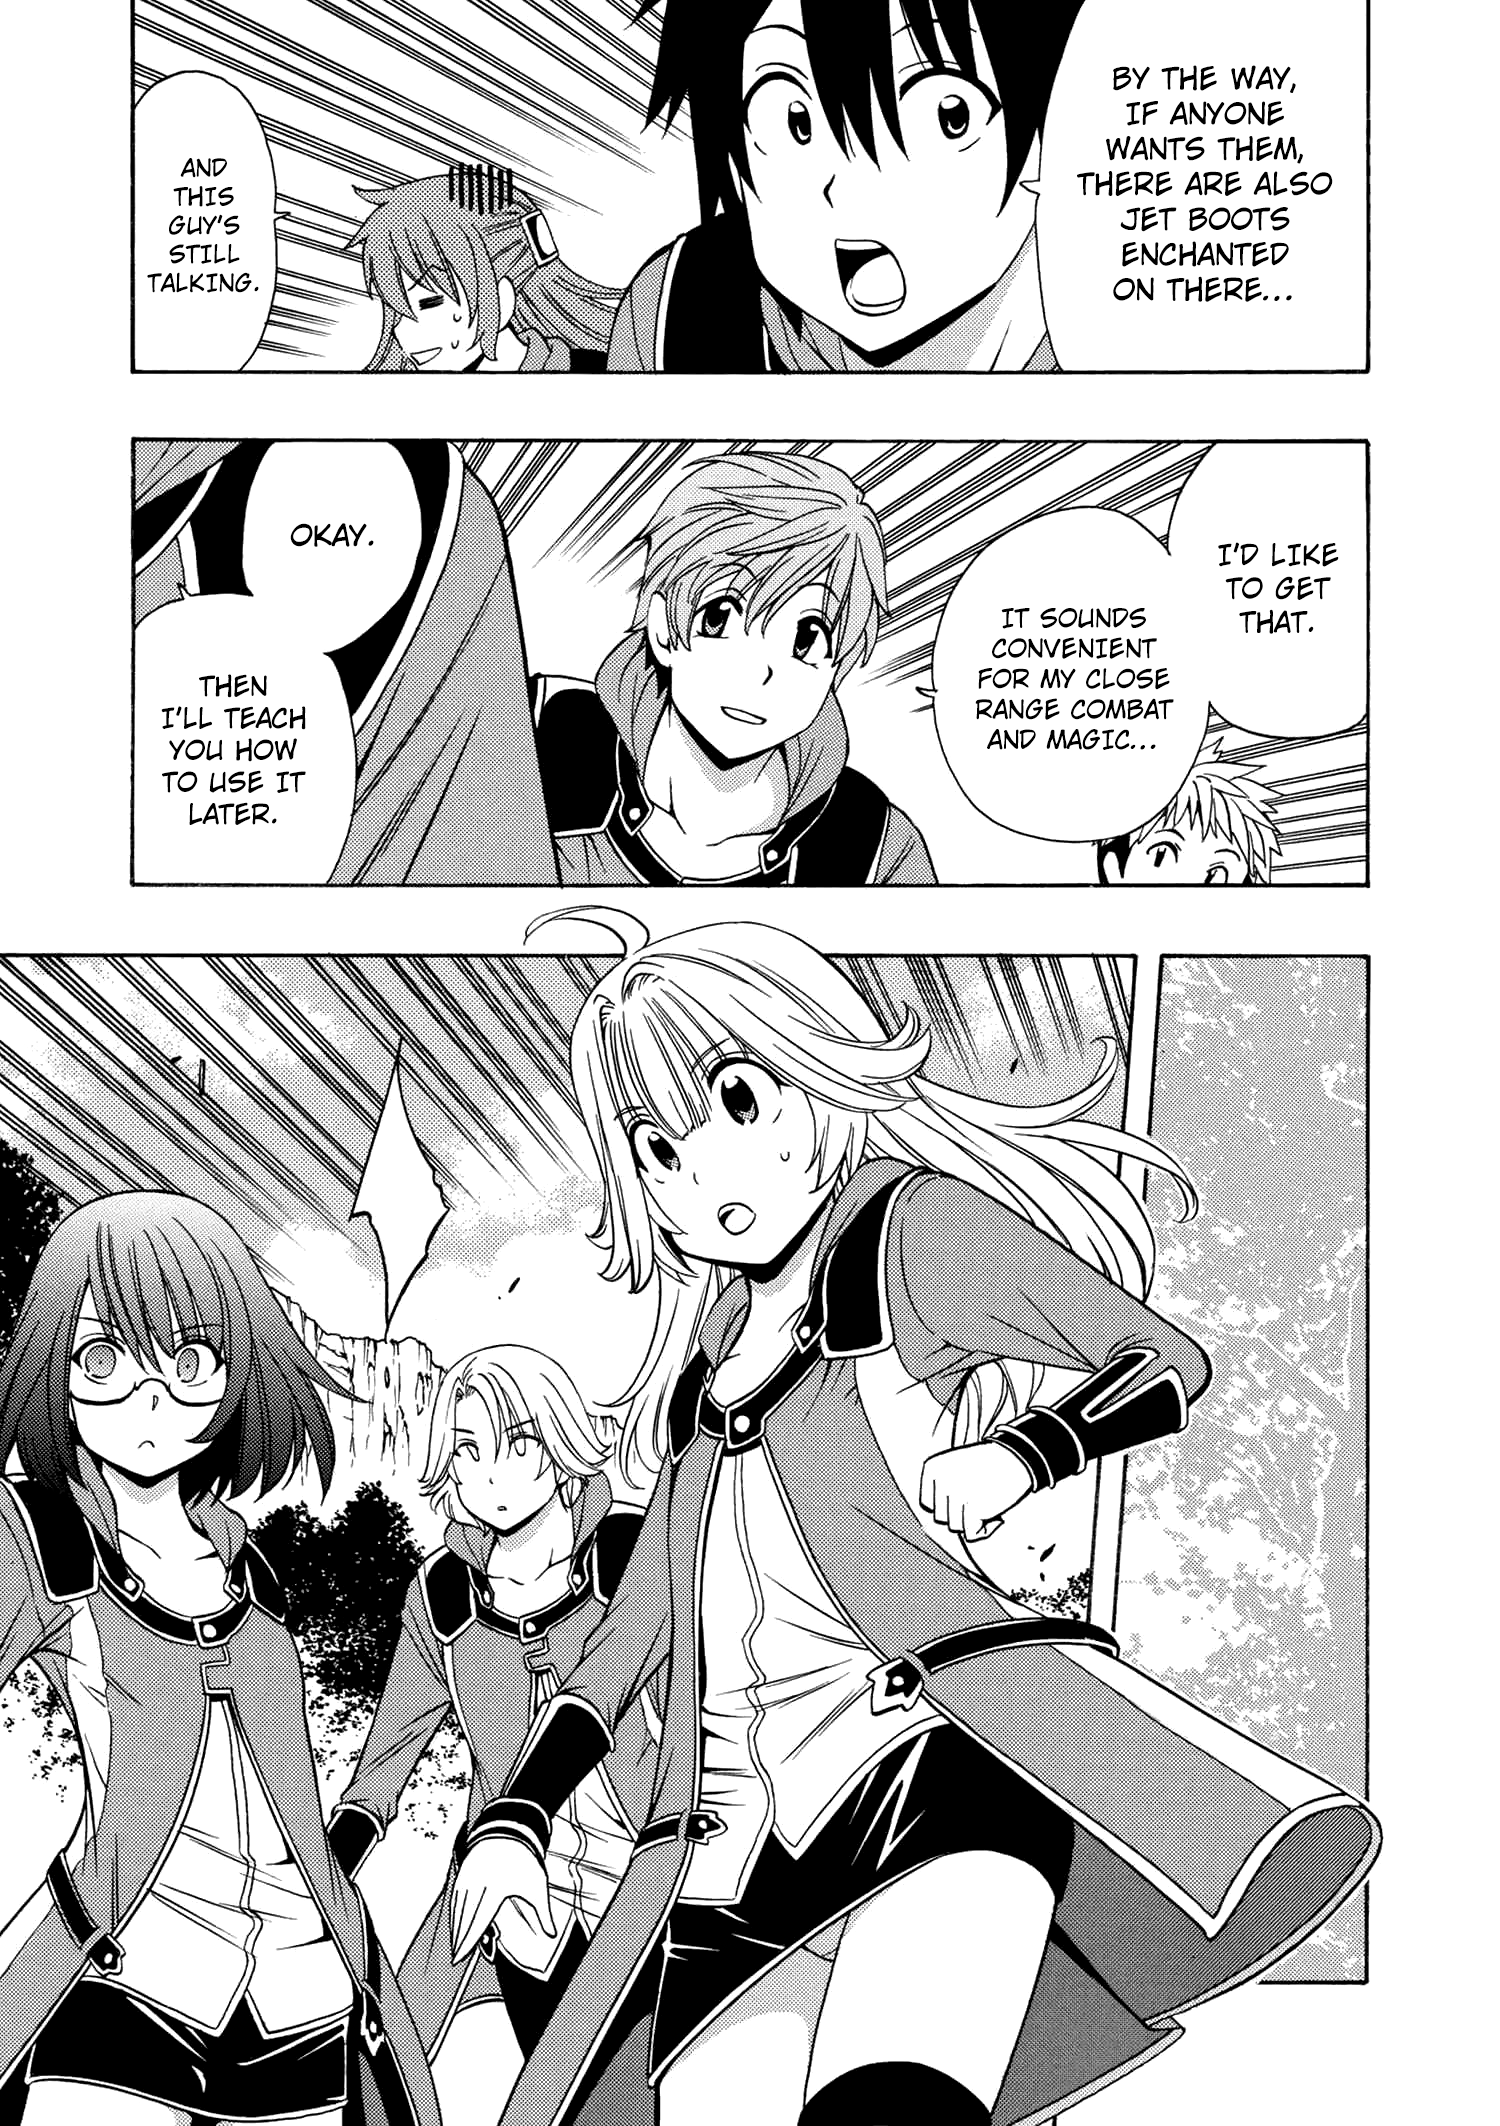 BY THE WAY,
IF ANYONE
WANTS THEM,
THERE ARE ALSO
JET BOOTS
ENCHANTED
ON THERE...
AND
THIS
GUY'S
STILL
TALKING.
I'D LIKE
TO GET
THAT.
IT SOUNDS
CONVENIENT
FOR MY CLOSE
RANGE COMBAT
AND MAGIC...
OKAY.
THEN
I'LL TEACH
YOU HOW
TO USE IT
LATER.